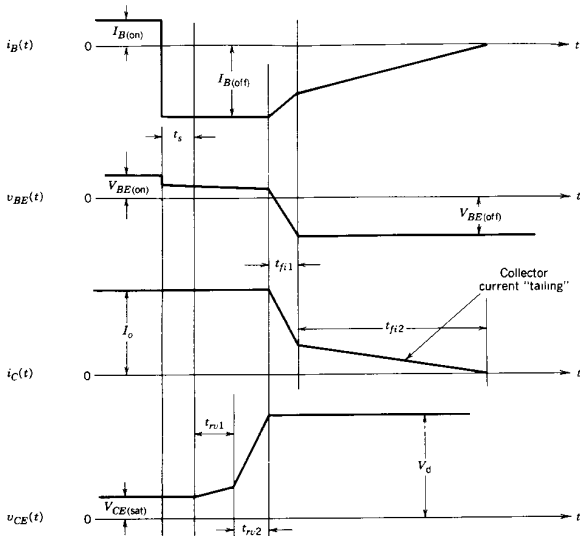 I_B(on)
i_B(t) 0 t
I_B(off)
t_s
V_BE(on)
v_BE(t) 0 t
V_BE(off)
t_fi1
Collector
current "tailing"
t_fi2
I_o
i_C(t) 0 t
t_rv1
V_d
V_CE(sat)
v_CE(t) 0 t
t_rv2